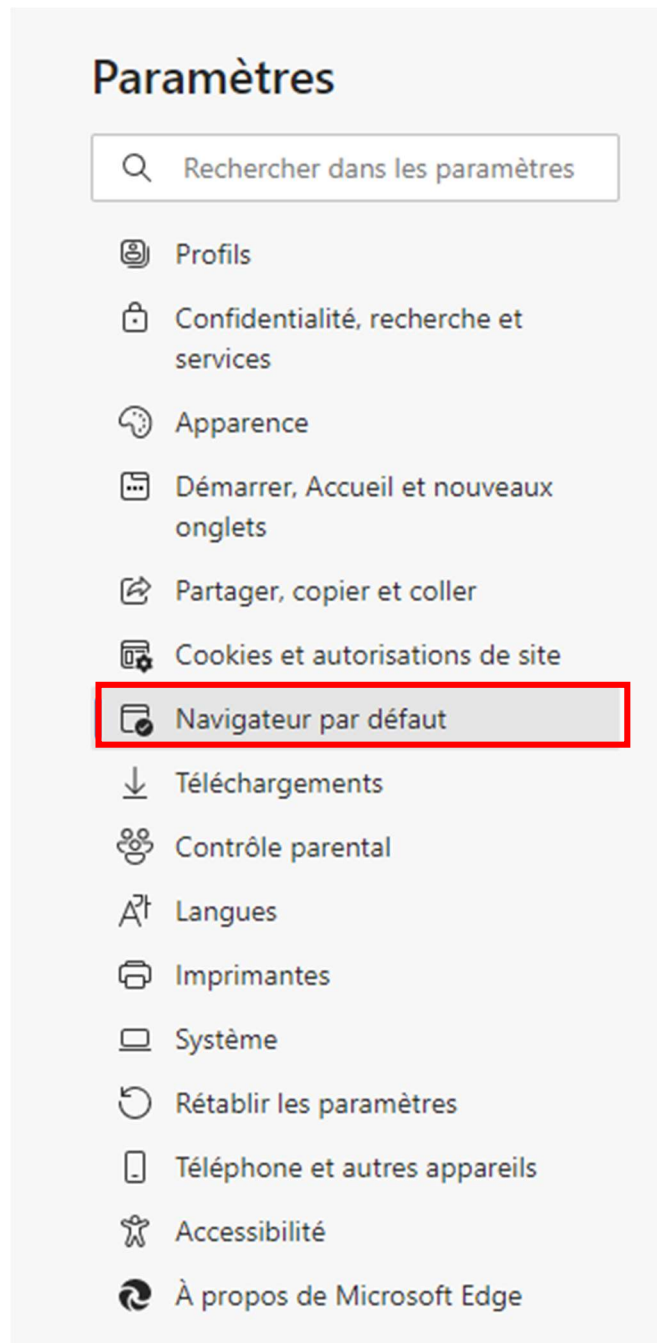 Paramètres
Rechercher dans les paramètres
Profils
Confidentialité, recherche et
services
Apparence
Démarrer, Accueil et nouveaux
onglets
Partager, copier et coller
Cookies et autorisations de site
Navigateur par défaut
Téléchargements
Contrôle parental
Langues
Imprimantes
Système
Rétablir les paramètres
Téléphone et autres appareils
Accessibilité
À propos de Microsoft Edge